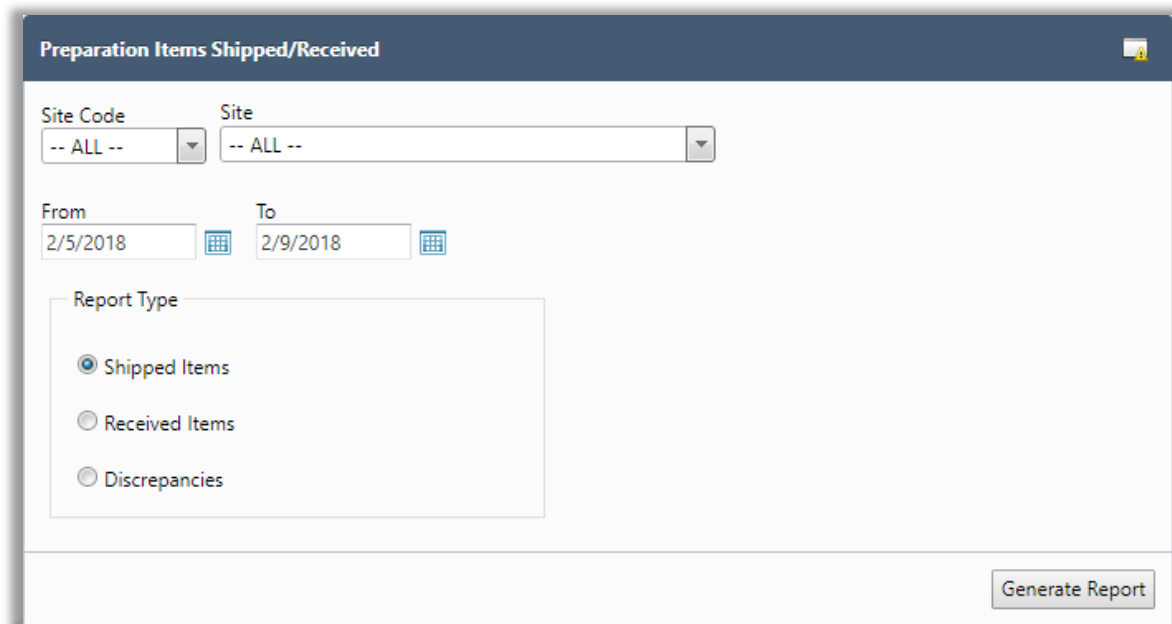 Preparation Items Shipped/Received
Site Code Site
-- ALL -- -- ALL --
From To
2/5/2018 2/9/2018
Report Type
Shipped Items
Received Items
Discrepancies
Generate Report